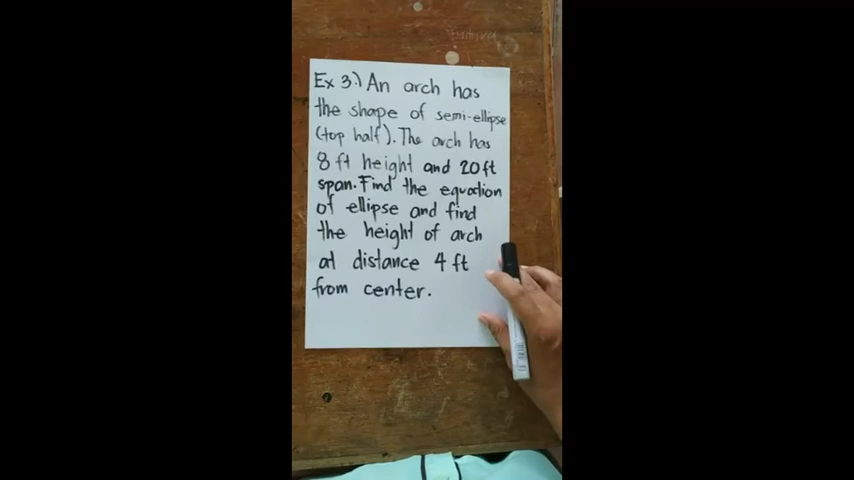 Ex 3.) An arch has
the shape of semi-ellipse
(top half). The arch has
8 ft height and 20 ft
span. Find the equation
of ellipse and find
the height of arch
at distance 4 ft
from center.